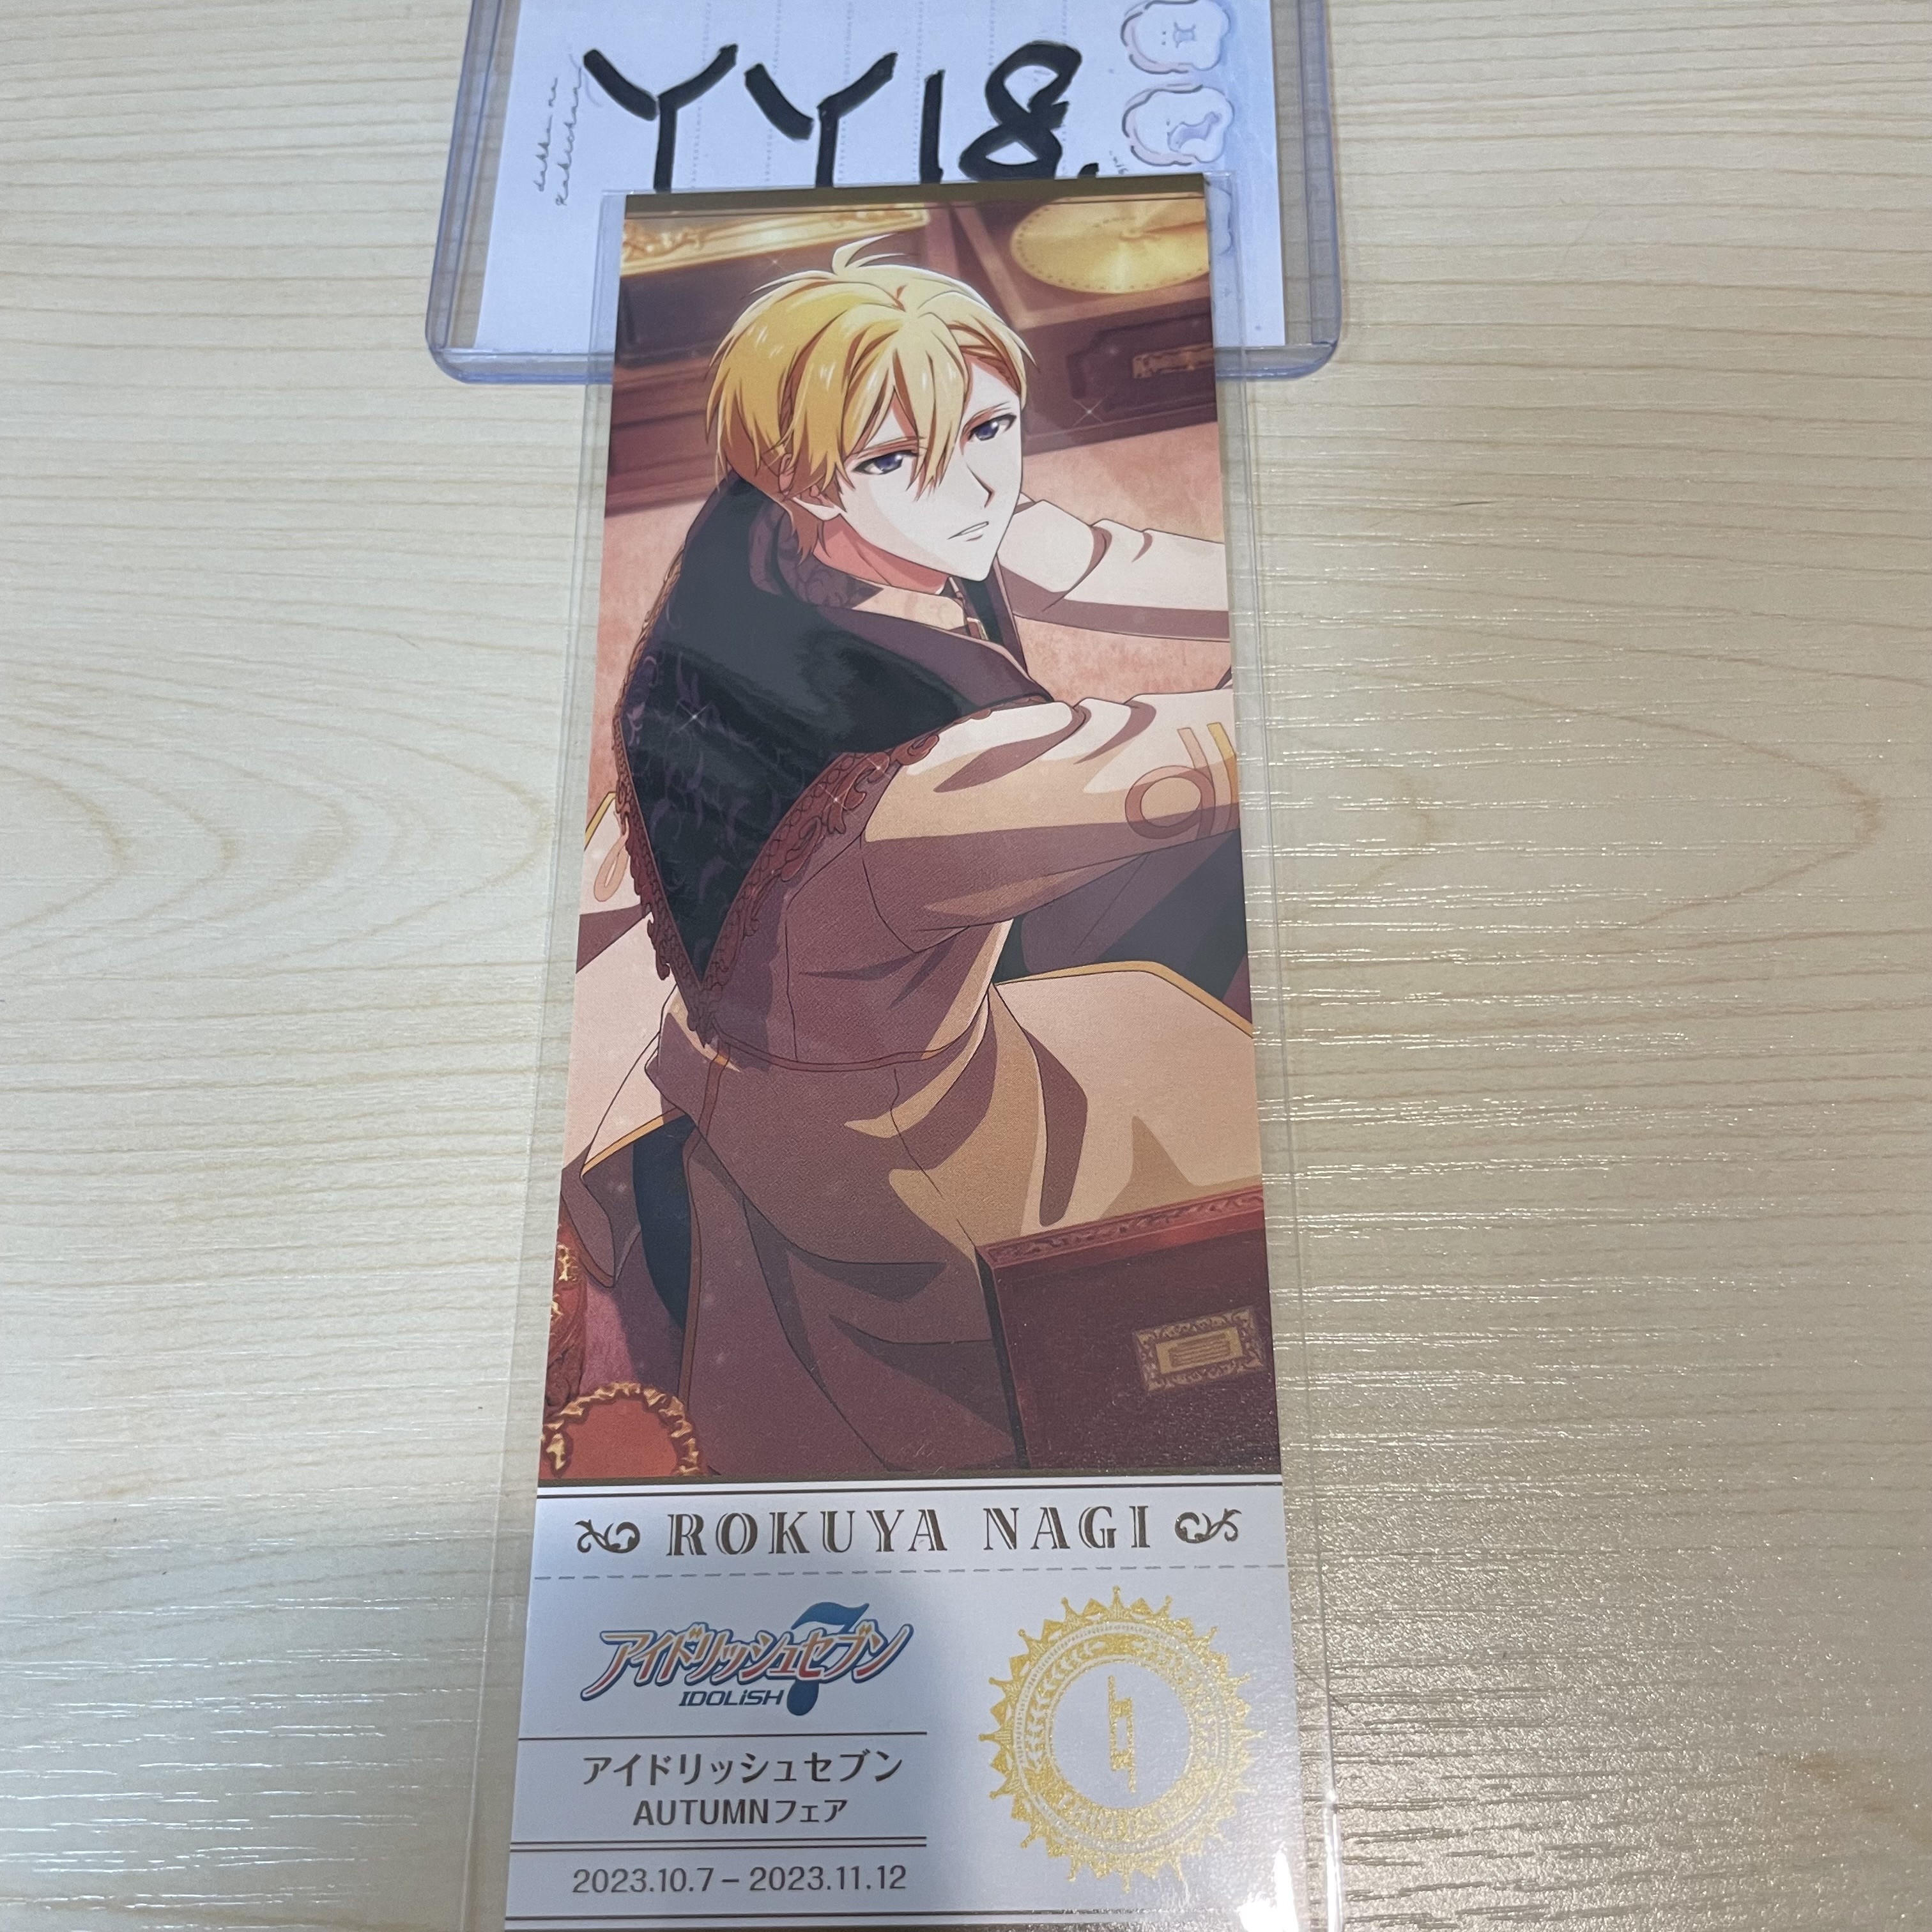 YY18.
ROKUYA NAGI
アイドリッシュセブン
IDOLiSH7
アイドリッシュセブン
AUTUMNフェア
2023.10.7－2023.11.12